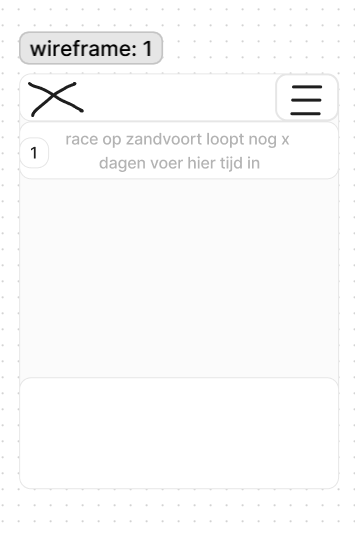 wireframe: 1
race op zandvoort loopt nog x
1
dagen voer hier tijd in